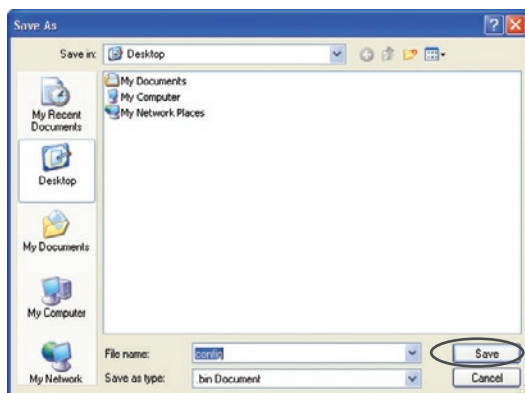 Save As
Save in: Desktop
My Recent
Documents
Desktop
My Documents
My Computer
My Network
My Documents
My Computer
My Network Places
File name: config
Save as type: .bin Document
Save
Cancel